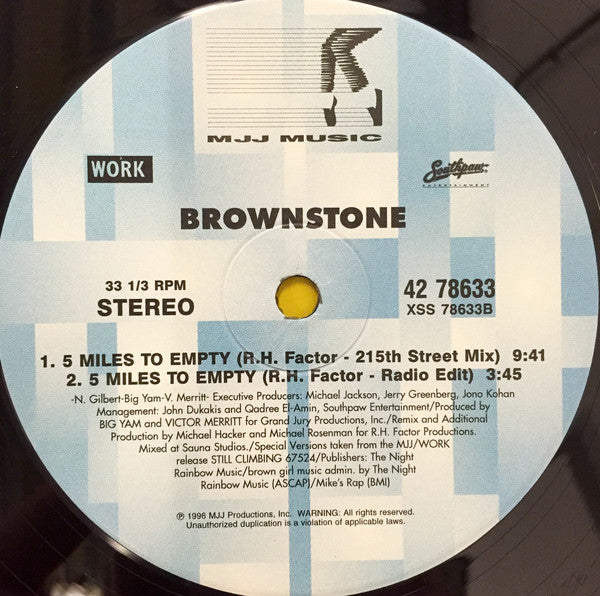 MJJ MUSIC
WORK
Southpaw
ENTERTAINMENT
BROWNSTONE
33 1/3 RPM
STEREO
42 78633
XSS 78633B
1. 5 MILES TO EMPTY (R.H. Factor - 215th Street Mix) 9:41
2. 5 MILES TO EMPTY (R.H. Factor - Radio Edit) 3:45
-N. Gilbert-Big Yam-V. Merritt- Executive Producers: Michael Jackson, Jerry Greenberg, Jono Kohan
Management: John Dukakis and Qadree El-Amin, Southpaw Entertainment/Produced by
BIG YAM and VICTOR MERRITT for Grand Jury Productions, Inc./Remix and Additional
Production by Michael Hacker and Michael Rosenman for R.H. Factor Productions.
Mixed at Sauna Studios./Special Versions taken from the MJJ/WORK
release STILL CLIMBING 67524/Publishers: The Night
Rainbow Music/brown girl music admin. by The Night
Rainbow Music (ASCAP)/Mike's Rap (BMI)
℗ 1996 MJJ Productions, Inc. WARNING: All rights reserved.
Unauthorized duplication is a violation of applicable laws.